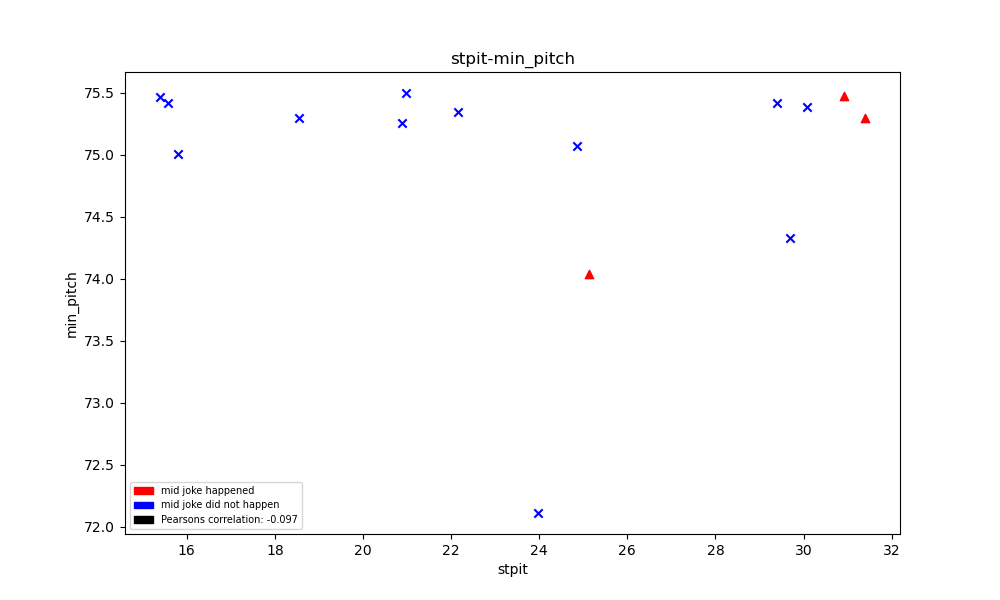 stpit-min_pitch
75.5
75.0
74.5
74.0
73.5
73.0
72.5
72.0
min_pitch
mid joke happened
mid joke did not happen
Pearsons correlation: -0.097
16 18 20 22 24 26 28 30 32
stpit